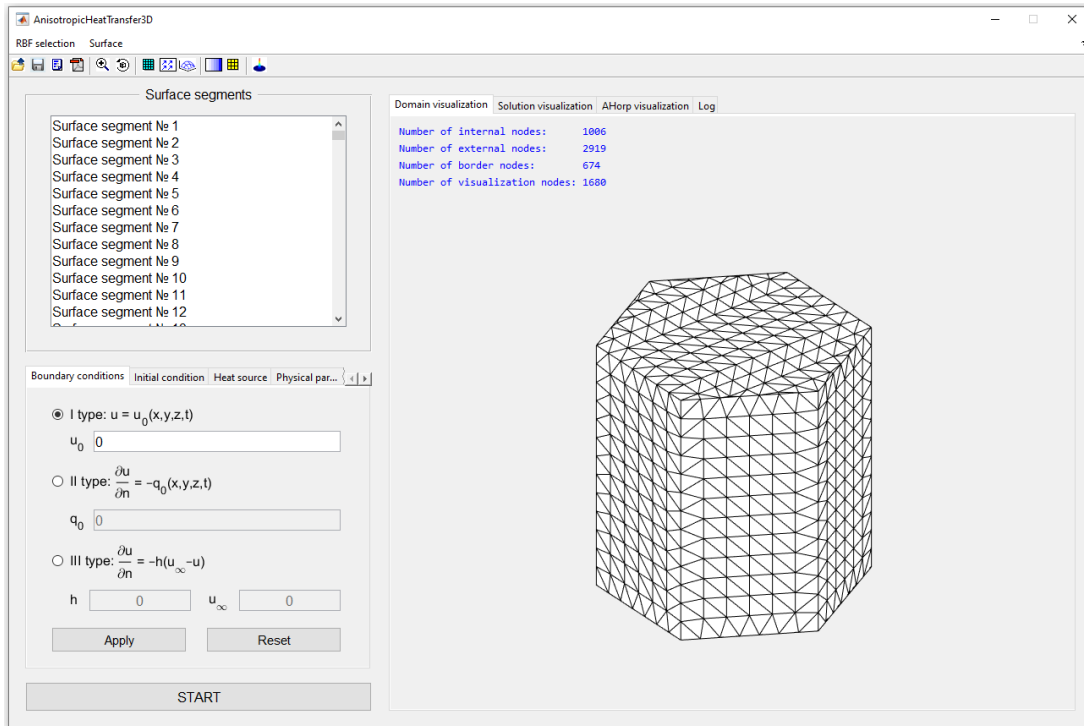 AnisotropicHeatTransfer3D
RBF selection Surface
Surface segments
Surface segment № 1
Surface segment № 2
Surface segment № 3
Surface segment № 4
Surface segment № 5
Surface segment № 6
Surface segment № 7
Surface segment № 8
Surface segment № 9
Surface segment № 10
Surface segment № 11
Surface segment № 12
Boundary conditions Initial condition Heat source Physical par...
I type: u = u₀(x,y,z,t)
u₀ 0
II type: ∂u/∂n = −q₀(x,y,z,t)
q₀ 0
III type: ∂u/∂n = −h(u∞−u)
h 0 u∞ 0
Apply Reset
START
Domain visualization Solution visualization AHorp visualization Log
Number of internal nodes: 1006
Number of external nodes: 2919
Number of border nodes: 674
Number of visualization nodes: 1680